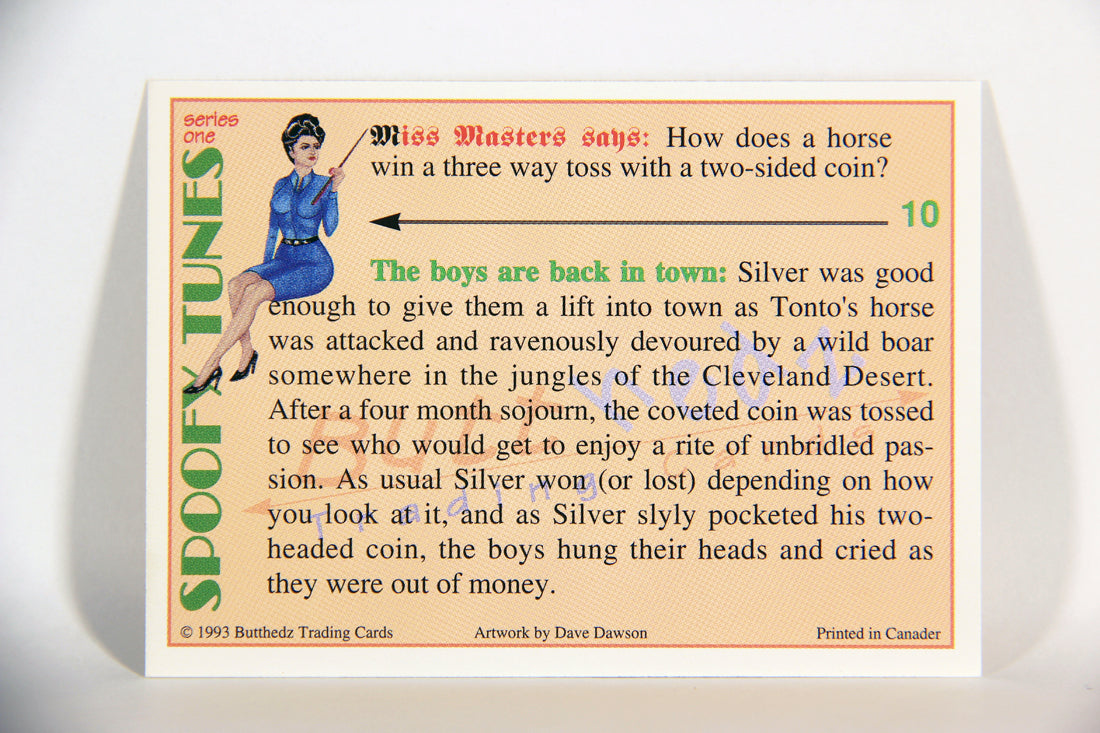 series
one
SPOOFY TUNES
Miss Masters says: How does a horse
win a three way toss with a two-sided coin?
10
The boys are back in town: Silver was good
enough to give them a lift into town as Tonto's horse
was attacked and ravenously devoured by a wild boar
somewhere in the jungles of the Cleveland Desert.
After a four month sojourn, the coveted coin was tossed
to see who would get to enjoy a rite of unbridled pas-
sion. As usual Silver won (or lost) depending on how
you look at it, and as Silver slyly pocketed his two-
headed coin, the boys hung their heads and cried as
they were out of money.
Butt hedz
Trading Cards
© 1993 Butthedz Trading Cards
Artwork by Dave Dawson
Printed in Canader